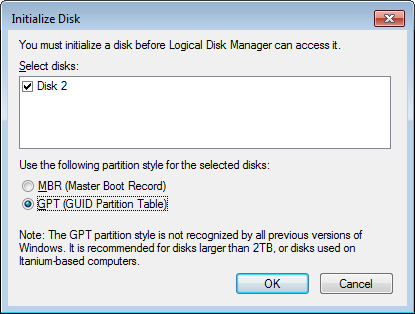 Initialize Disk
You must initialize a disk before Logical Disk Manager can access it.
Select disks:
Disk 2
Use the following partition style for the selected disks:
MBR (Master Boot Record)
GPT (GUID Partition Table)
Note: The GPT partition style is not recognized by all previous versions of
Windows. It is recommended for disks larger than 2TB, or disks used on
Itanium-based computers.
OK Cancel